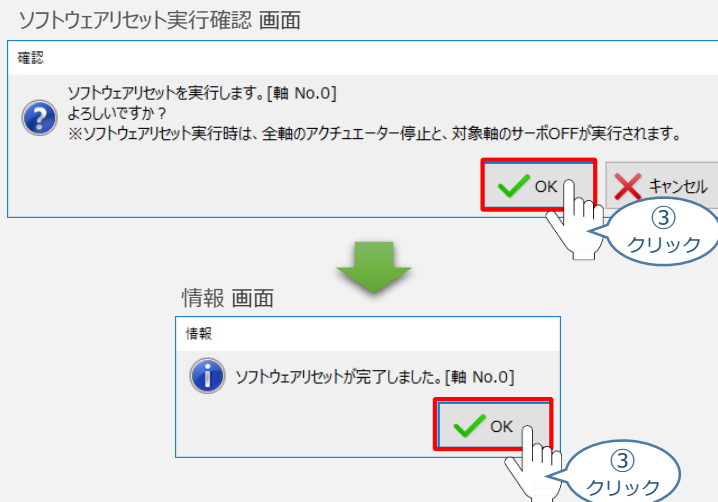 ソフトウェアリセット実行確認 画面
確認
ソフトウェアリセットを実行します。[軸 No.0]
よろしいですか？
※ソフトウェアリセット実行時は、全軸のアクチュエーター停止と、対象軸のサーボOFFが実行されます。
OK
キャンセル
③
クリック
情報 画面
情報
ソフトウェアリセットが完了しました。[軸 No.0]
OK
③
クリック